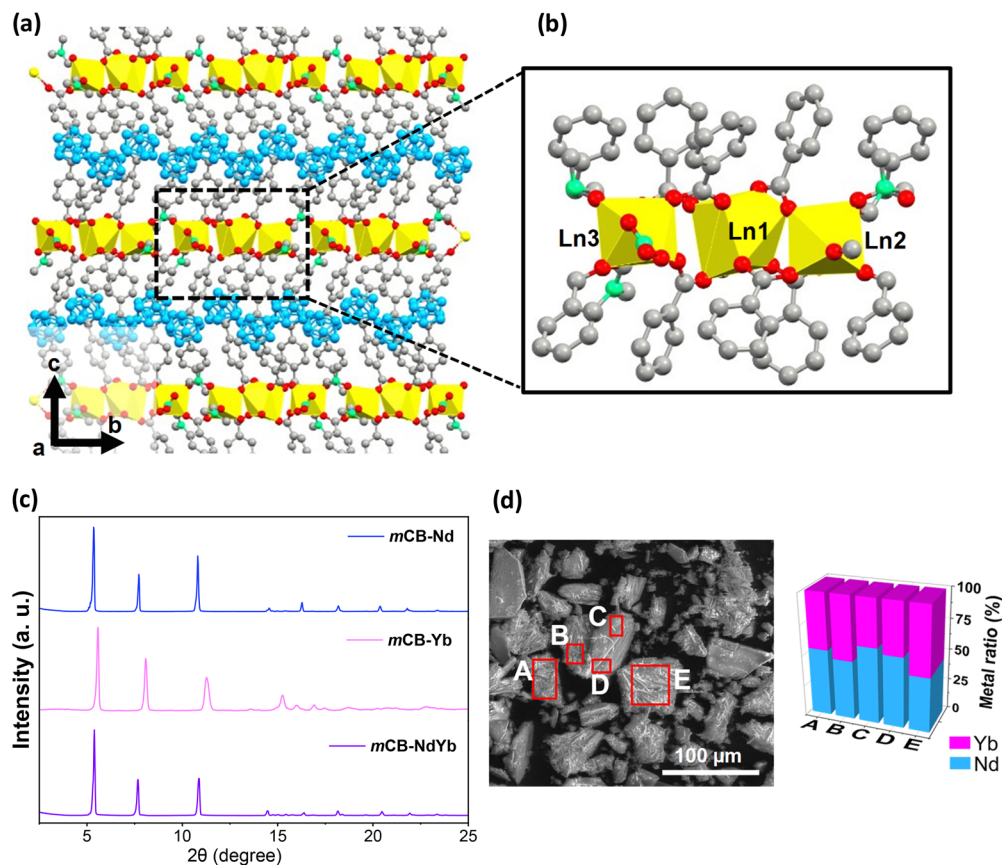 (a)
(b)
Ln3
Ln1
Ln2
c
b
a
(c)
Intensity (a. u.)
mCB-Nd
mCB-Yb
mCB-NdYb
5
10
15
20
25
2θ (degree)
(d)
A
B
C
D
E
100 μm
100
75
50
25
0
Metal ratio (%)
A
B
C
D
E
Yb
Nd